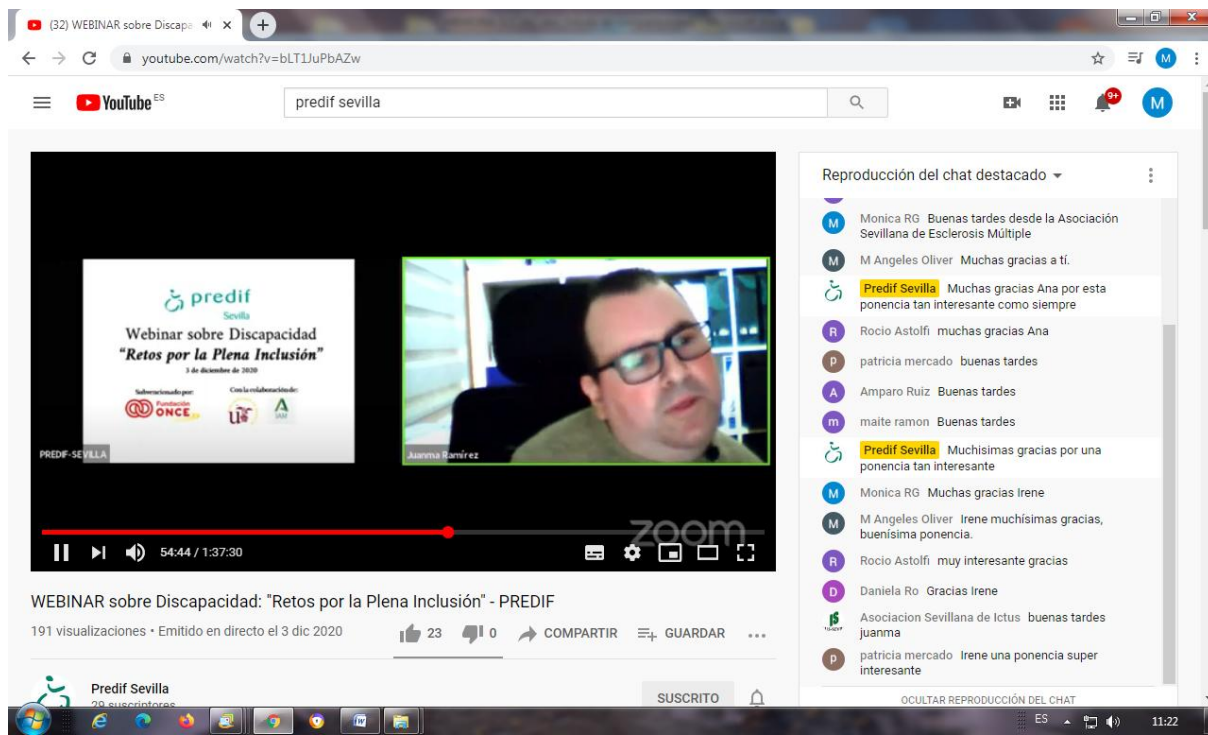 (32) WEBINAR sobre Discapa
youtube.com/watch?v=bLT1JuPbAZw
M
YouTube ES
predif sevilla
9+
M
predif
Sevilla
Webinar sobre Discapacidad
"Retos por la Plena Inclusión"
3 de diciembre de 2020
Subvencionado por:
Con la colaboración de:
Fundación
ONCE
us
IAM
PREDIF-SEVILLA
Juanma Ramírez
zoom
54:44 / 1:37:30
WEBINAR sobre Discapacidad: "Retos por la Plena Inclusión" - PREDIF
191 visualizaciones • Emitido en directo el 3 dic 2020
23
0
COMPARTIR
GUARDAR
Predif Sevilla
29 suscriptores
SUSCRITO
Reproducción del chat destacado
M
Monica RG Buenas tardes desde la Asociación
Sevillana de Esclerosis Múltiple
M
M Angeles Oliver Muchas gracias a tí.
Predif Sevilla Muchas gracias Ana por esta
ponencia tan interesante como siempre
R
Rocio Astolfi muchas gracias Ana
P
patricia mercado buenas tardes
A
Amparo Ruiz Buenas tardes
m
maite ramon Buenas tardes
Predif Sevilla Muchisimas gracias por una
ponencia tan interesante
M
Monica RG Muchas gracias Irene
M
M Angeles Oliver Irene muchísimas gracias,
buenísima ponencia.
R
Rocio Astolfi muy interesante gracias
D
Daniela Ro Gracias Irene
Asociacion Sevillana de Ictus buenas tardes
juanma
P
patricia mercado Irene una ponencia super
interesante
OCULTAR REPRODUCCIÓN DEL CHAT
ES
11:22